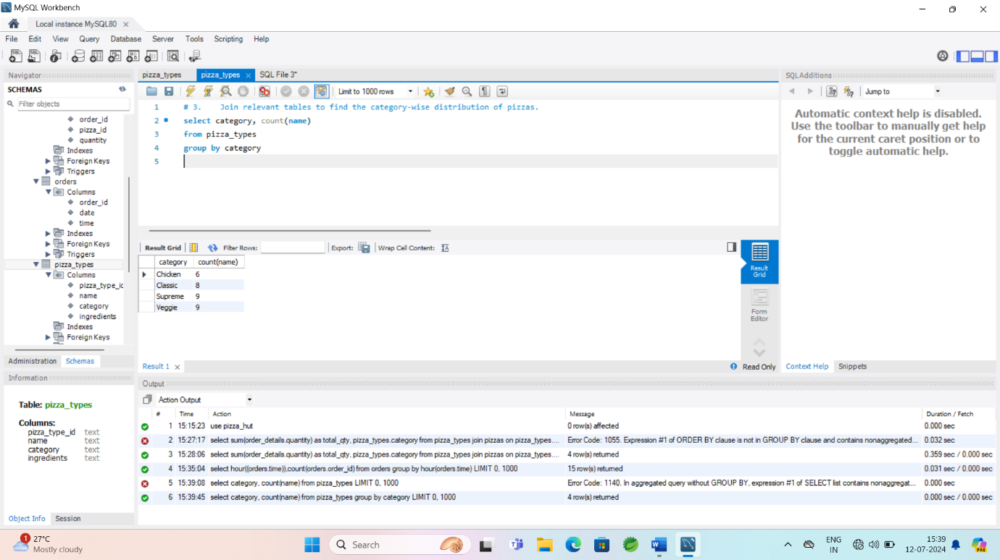 MySQL Workbench
Local instance MySQL80
File Edit View Query Database Server Tools Scripting Help
Navigator
SCHEMAS
Filter objects
order_id
pizza_id
quantity
Indexes
Foreign Keys
Triggers
orders
Columns
order_id
date
time
Indexes
Foreign Keys
Triggers
pizza_types
Columns
pizza_type_id
name
category
ingredients
Indexes
Foreign Keys
Administration Schemas
Information
Table: pizza_types
Columns:
pizza_type_id text
name text
category text
ingredients text
Object Info Session
pizza_types pizza_types SQL File 3*
Limit to 1000 rows
1 # 3. Join relevant tables to find the category-wise distribution of pizzas.
2 select category, count(name)
3 from pizza_types
4 group by category
5
Result Grid Filter Rows: Export: Wrap Cell Content:
category count(name)
Chicken 6
Classic 8
Supreme 9
Veggie 9
Result Grid
Form Editor
Result 1 Read Only
SQLAdditions
Jump to
Automatic context help is disabled.
Use the toolbar to manually get help
for the current caret position or to
toggle automatic help.
Context Help Snippets
Output
Action Output
# Time Action Message Duration / Fetch
1 15:15:23 use pizza_hut 0 row(s) affected 0.000 sec
2 15:27:17 select sum(order_details.quantity) as total_qty, pizza_types.category from pizza_types join pizzas on pizza_types.... Error Code: 1055. Expression #1 of ORDER BY clause is not in GROUP BY clause and contains nonaggregated... 0.032 sec
3 15:28:06 select sum(order_details.quantity) as total_qty, pizza_types.category from pizza_types join pizzas on pizza_types.... 4 row(s) returned 0.359 sec / 0.000 sec
4 15:35:04 select hour((orders.time)),count(orders.order_id) from orders group by hour(orders.time) LIMIT 0, 1000 15 row(s) returned 0.031 sec / 0.000 sec
5 15:39:08 select category, count(name) from pizza_types LIMIT 0, 1000 Error Code: 1140. In aggregated query without GROUP BY, expression #1 of SELECT list contains nonaggregat... 0.000 sec
6 15:39:45 select category, count(name) from pizza_types group by category LIMIT 0, 1000 4 row(s) returned 0.000 sec / 0.000 sec
1
27°C
Mostly cloudy
Search
ENG
IN
15:39
12-07-2024
PRE